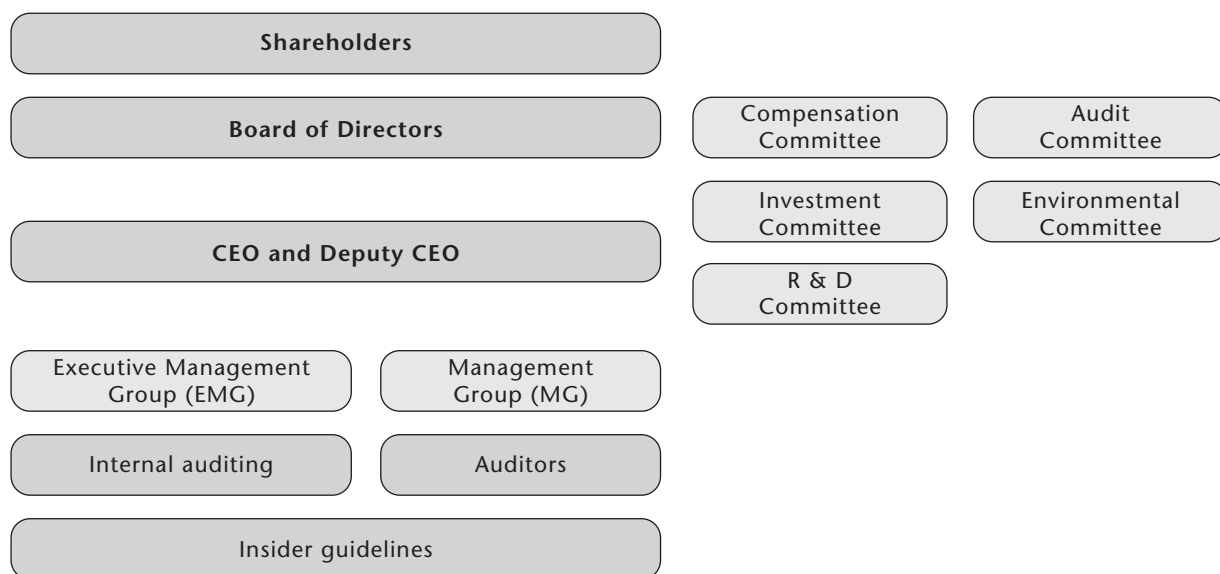 Shareholders
Board of Directors
Compensation
Committee
Audit
Committee
Investment
Committee
Environmental
Committee
CEO and Deputy CEO
R & D
Committee
Executive Management
Group (EMG)
Management
Group (MG)
Internal auditing
Auditors
Insider guidelines